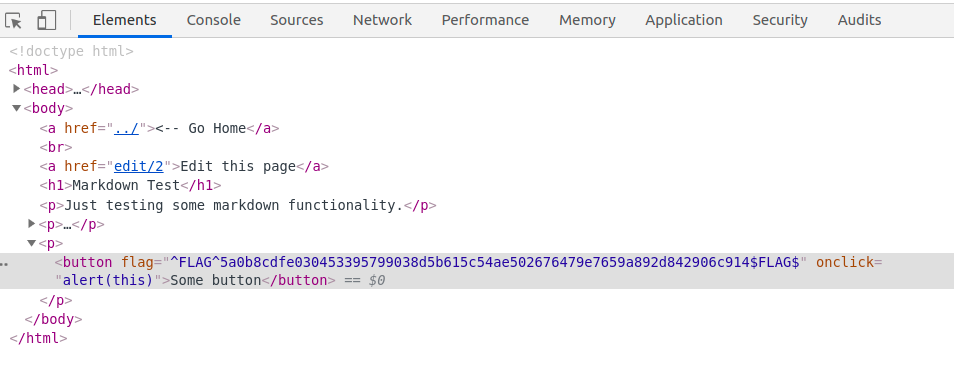 Elements Console Sources Network Performance Memory Application Security Audits
<!doctype html>
<html>
<head>…</head>
<body>
<a href="../"><-- Go Home</a>
<br>
<a href="edit/2">Edit this page</a>
<h1>Markdown Test</h1>
<p>Just testing some markdown functionality.</p>
<p>…</p>
<p>
<button flag="^FLAG^5a0b8cdfe030453395799038d5b615c54ae502676479e7659a892d842906c914$FLAG$" onclick=
"alert(this)">Some button</button> == $0
</p>
</body>
</html>